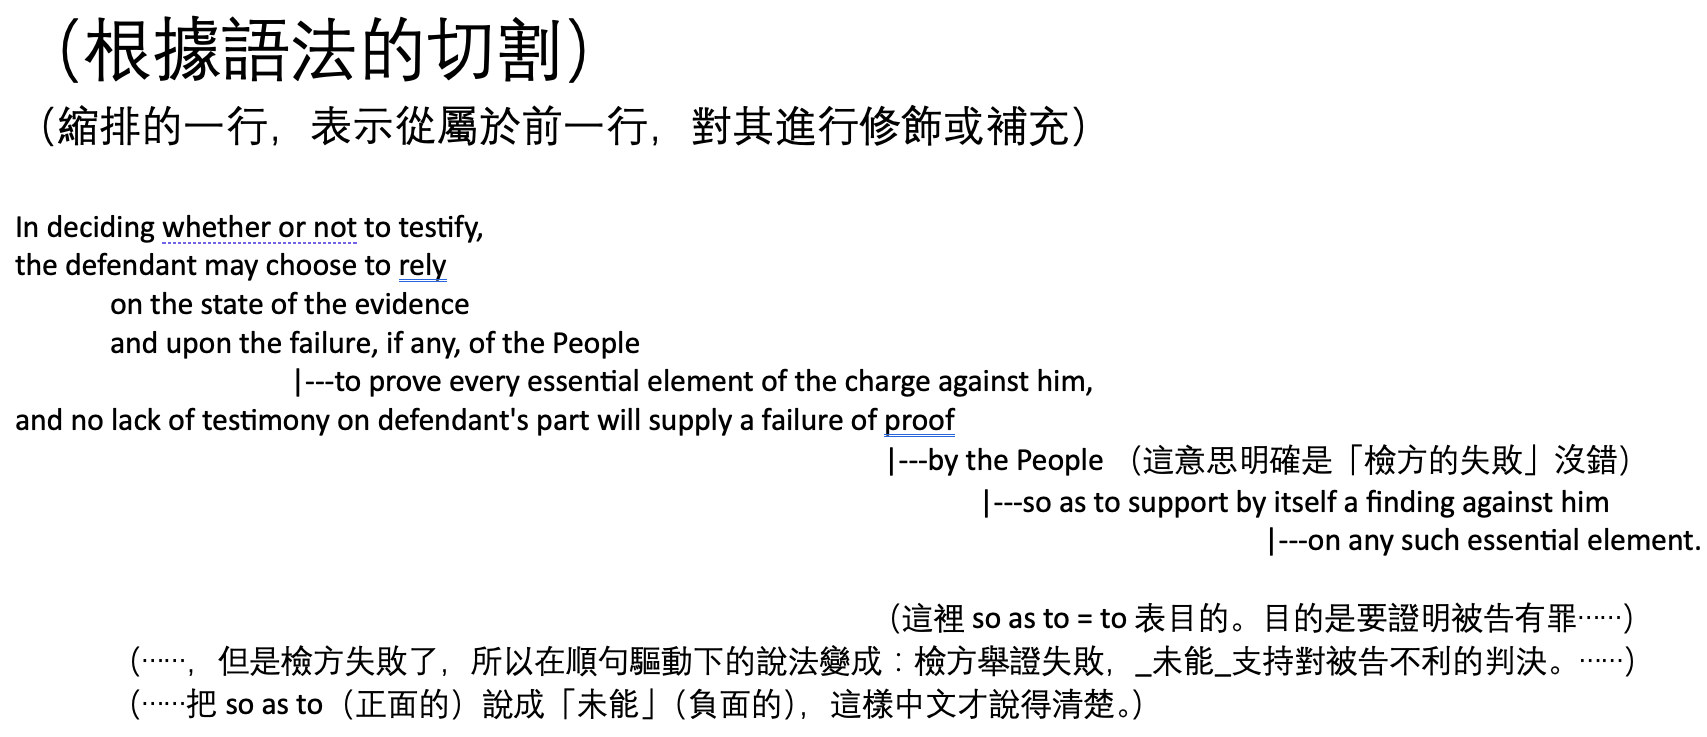 （根據語法的切割）
（縮排的一行，表示從屬於前一行，對其進行修飾或補充）
In deciding whether or not to testify,
the defendant may choose to rely
on the state of the evidence
and upon the failure, if any, of the People
|---to prove every essential element of the charge against him,
and no lack of testimony on defendant's part will supply a failure of proof
|---by the People （這意思明確是「檢方的失敗」沒錯）
|---so as to support by itself a finding against him
|---on any such essential element.
（這裡 so as to = to 表目的。目的是要證明被告有罪⋯⋯）
（⋯⋯，但是檢方失敗了，所以在順句驅動下的說法變成：檢方舉證失敗，_未能_支持對被告不利的判決。⋯⋯）
（⋯⋯把 so as to（正面的）說成「未能」（負面的），這樣中文才說得清楚。）